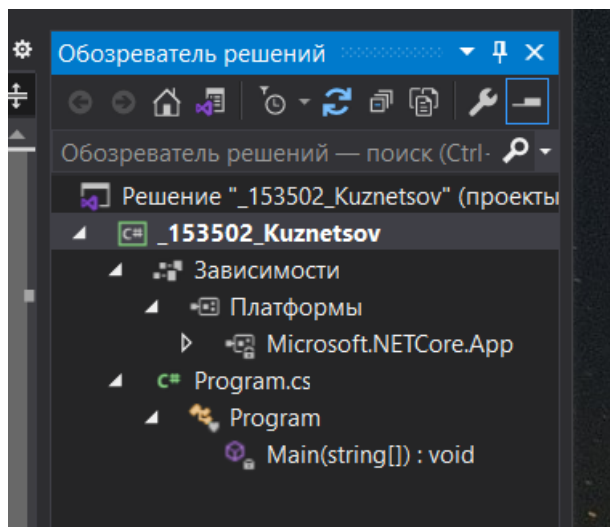 Обозреватель решений
Обозреватель решений — поиск (Ctrl-
Решение "_153502_Kuznetsov" (проекты
C# _153502_Kuznetsov
Зависимости
Платформы
Microsoft.NETCore.App
C# Program.cs
Program
Main(string[]) : void